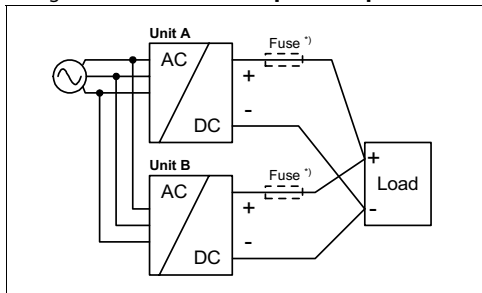 Unit A
AC
DC
Fuse *)
+
-
Unit B
AC
DC
Fuse *)
+
-
+
-
Load